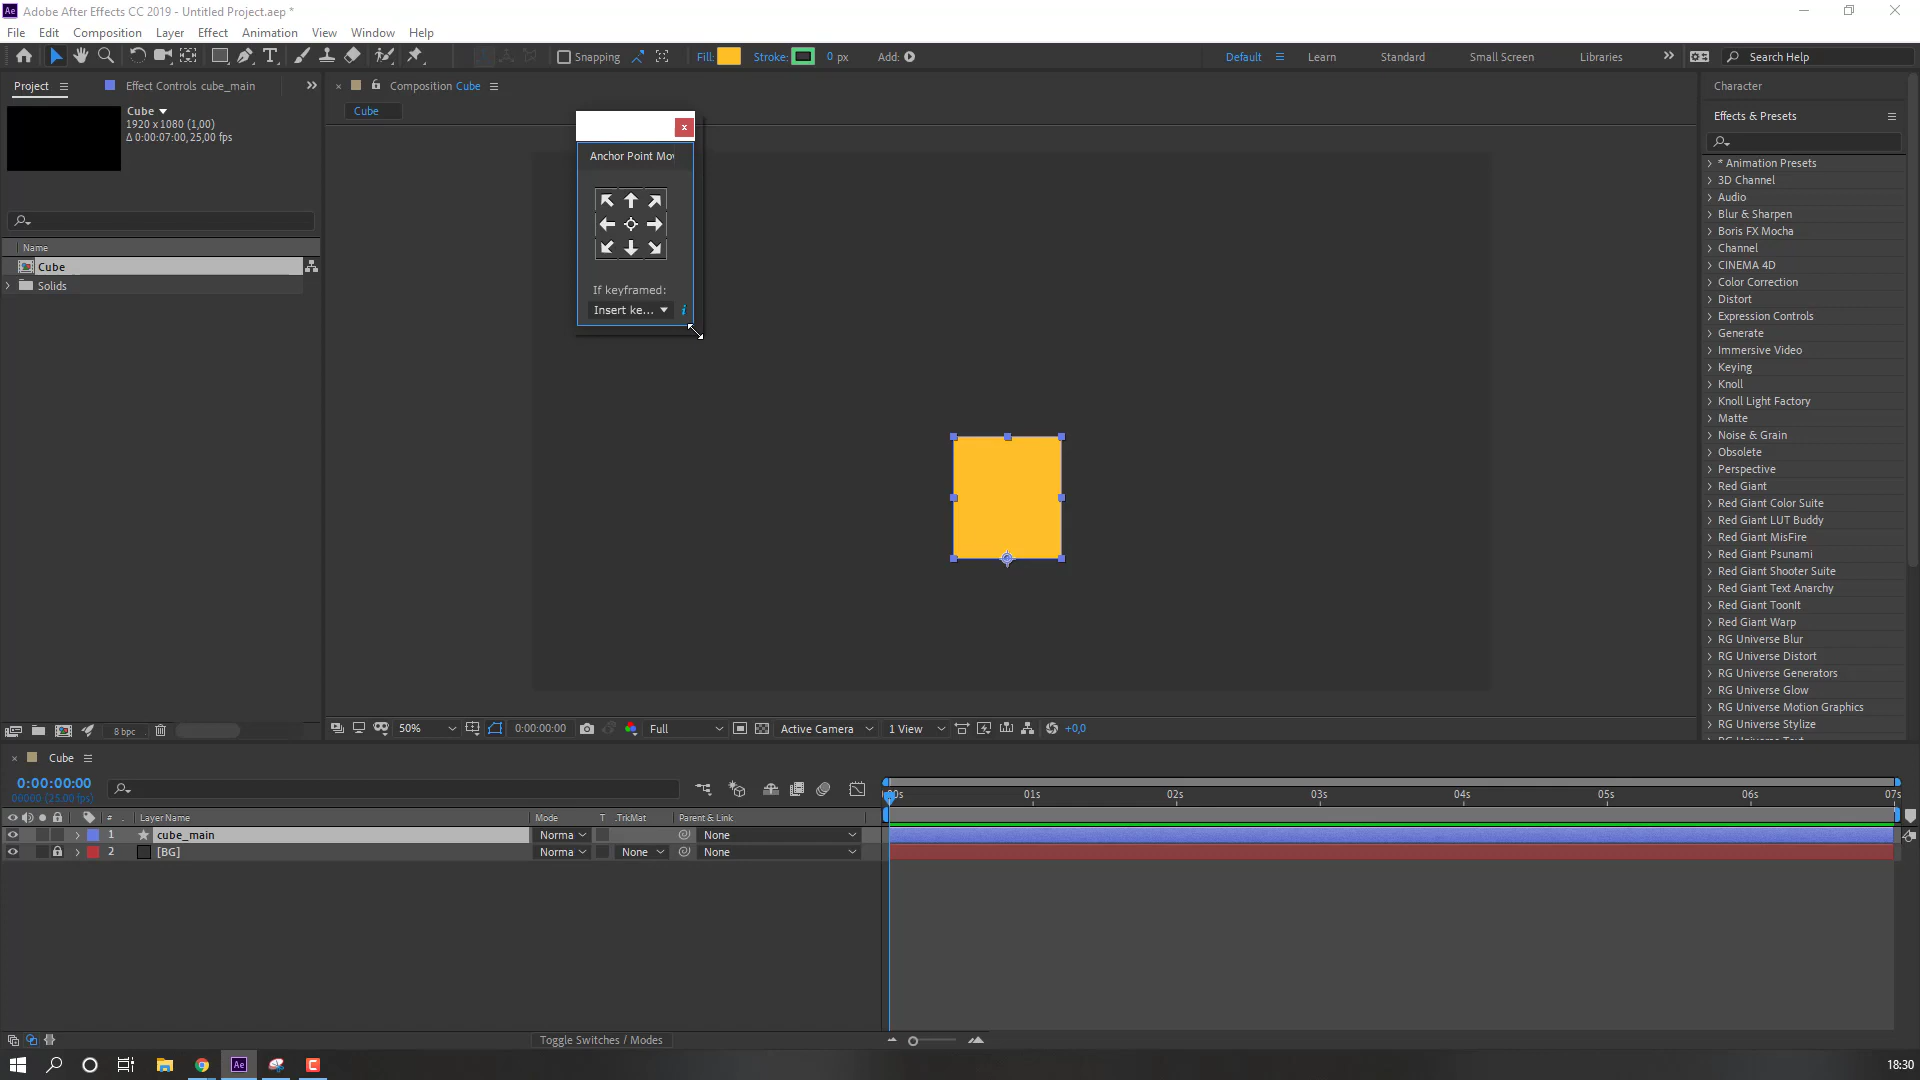 Adobe After Effects CC 2019 - Untitled Project.aep *
File Edit Composition Layer Effect Animation View Window Help
Snapping Fill: Stroke: 0 px Add: Default Learn Standard Small Screen Libraries Search Help
Project Effect Controls cube_main
Composition Cube
Cube
Cube
1920 x 1080 (1,00)
Δ 0:00:07:00, 25,00 fps
Name
Cube
Solids
8 bpc
Anchor Point Mov
If keyframed:
Insert ke...
i
50% 0:00:00:00 Full Active Camera 1 View +0,0
Character
Effects & Presets
* Animation Presets
3D Channel
Audio
Blur & Sharpen
Boris FX Mocha
Channel
CINEMA 4D
Color Correction
Distort
Expression Controls
Generate
Immersive Video
Keying
Knoll
Knoll Light Factory
Matte
Noise & Grain
Obsolete
Perspective
Red Giant
Red Giant Color Suite
Red Giant LUT Buddy
Red Giant MisFire
Red Giant Psunami
Red Giant Shooter Suite
Red Giant Text Anarchy
Red Giant ToonIt
Red Giant Warp
RG Universe Blur
RG Universe Distort
RG Universe Generators
RG Universe Glow
RG Universe Motion Graphics
RG Universe Stylize
RG Universe Text
Cube
0:00:00:00
00000 (25.00 fps)
00s 01s 02s 03s 04s 05s 06s 07s
# Layer Name Mode T .TrkMat Parent & Link
1 cube_main Norma None
2 [BG] Norma None None
Toggle Switches / Modes
Ae 18:30